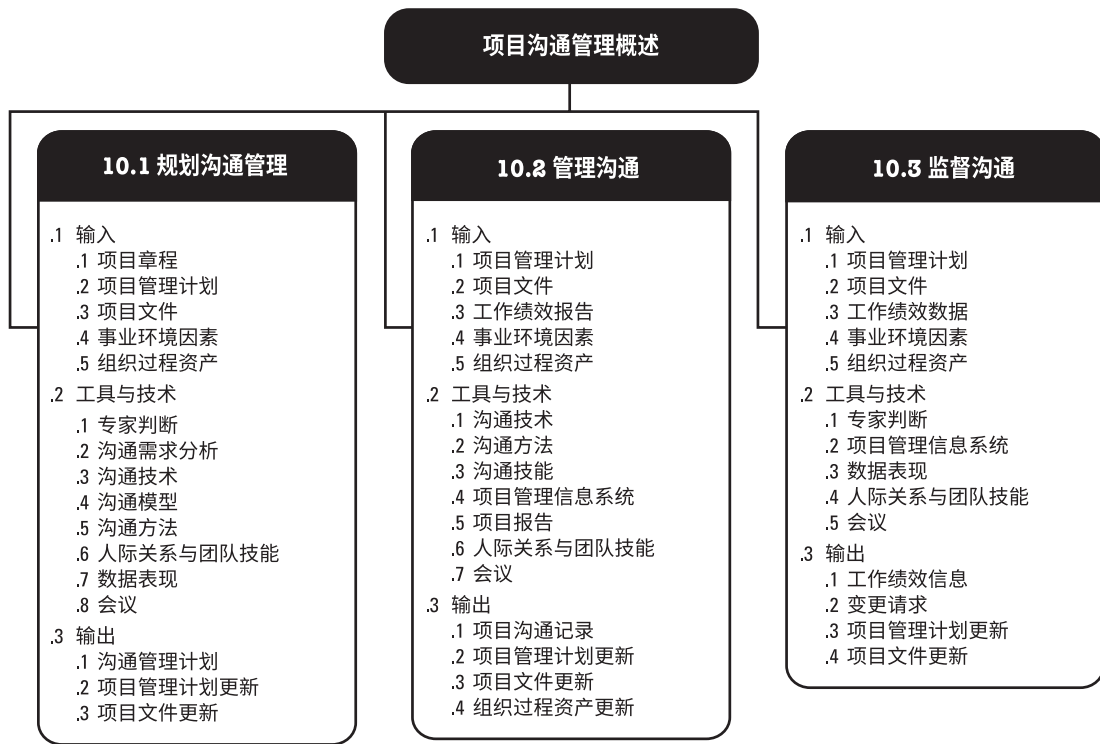 项目沟通管理概述
10.1 规划沟通管理
.1 输入
.1 项目章程
.2 项目管理计划
.3 项目文件
.4 事业环境因素
.5 组织过程资产
.2 工具与技术
.1 专家判断
.2 沟通需求分析
.3 沟通技术
.4 沟通模型
.5 沟通方法
.6 人际关系与团队技能
.7 数据表现
.8 会议
.3 输出
.1 沟通管理计划
.2 项目管理计划更新
.3 项目文件更新
10.2 管理沟通
.1 输入
.1 项目管理计划
.2 项目文件
.3 工作绩效报告
.4 事业环境因素
.5 组织过程资产
.2 工具与技术
.1 沟通技术
.2 沟通方法
.3 沟通技能
.4 项目管理信息系统
.5 项目报告
.6 人际关系与团队技能
.7 会议
.3 输出
.1 项目沟通记录
.2 项目管理计划更新
.3 项目文件更新
.4 组织过程资产更新
10.3 监督沟通
.1 输入
.1 项目管理计划
.2 项目文件
.3 工作绩效数据
.4 事业环境因素
.5 组织过程资产
.2 工具与技术
.1 专家判断
.2 项目管理信息系统
.3 数据表现
.4 人际关系与团队技能
.5 会议
.3 输出
.1 工作绩效信息
.2 变更请求
.3 项目管理计划更新
.4 项目文件更新